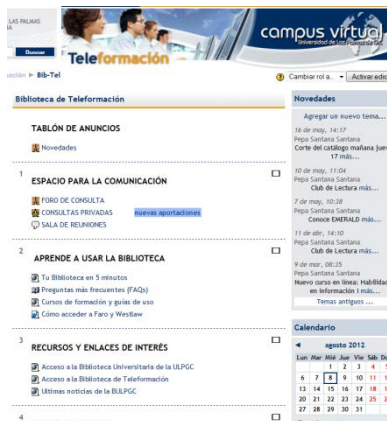 LAS PALMAS
Buscar
Teleformación
campus virtual
Universidad de Las Palmas de G.C.
Bib-Tel
Cambiar rol a...
Activar edic
Biblioteca de Teleformación
TABLÓN DE ANUNCIOS
Novedades
1
ESPACIO PARA LA COMUNICACIÓN
FORO DE CONSULTA
CONSULTAS PRIVADAS nuevas aportaciones
SALA DE REUNIONES
2
APRENDE A USAR LA BIBLIOTECA
Tu Biblioteca en 5 minutos
Preguntas más frecuentes (FAQs)
Cursos de formación y guías de uso
Cómo acceder a Faro y Westlaw
3
RECURSOS Y ENLACES DE INTERÉS
Acceso a la Biblioteca Universitaria de la ULPGC
Acceso a la Biblioteca de Teleformación
Ultimas noticias de la BULPGC
4
Novedades
Agregar un nuevo tema...
16 de may, 14:17
Pepa Santana Santana
Corte del catálogo mañana juev
17 más...
10 de may, 11:04
Pepa Santana Santana
Club de Lectura más...
7 de may, 10:38
Pepa Santana Santana
Conoce EMERALD más...
11 de abr, 14:10
Pepa Santana Santana
Club de Lectura más...
9 de mar, 08:35
Pepa Santana Santana
Nuevo curso en línea: Habilidad
en información I más...
Temas antiguos ...
Calendario
agosto 2012
Lun Mar Mié Jue Vie Sáb Do
1 2 3 4
6 7 8 9 10 11
13 14 15 16 17 18
20 21 22 23 24 25
27 28 29 30 31